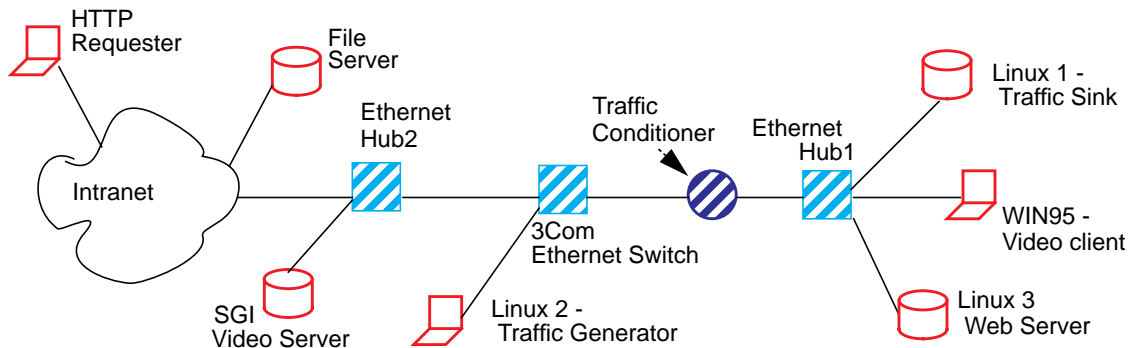 HTTP
Requester
File
Server
Ethernet
Hub2
Traffic
Conditioner
Ethernet
Hub1
Linux 1 -
Traffic Sink
Intranet
3Com
Ethernet Switch
WIN95 -
Video client
SGI
Video Server
Linux 2 -
Traffic Generator
Linux 3
Web Server